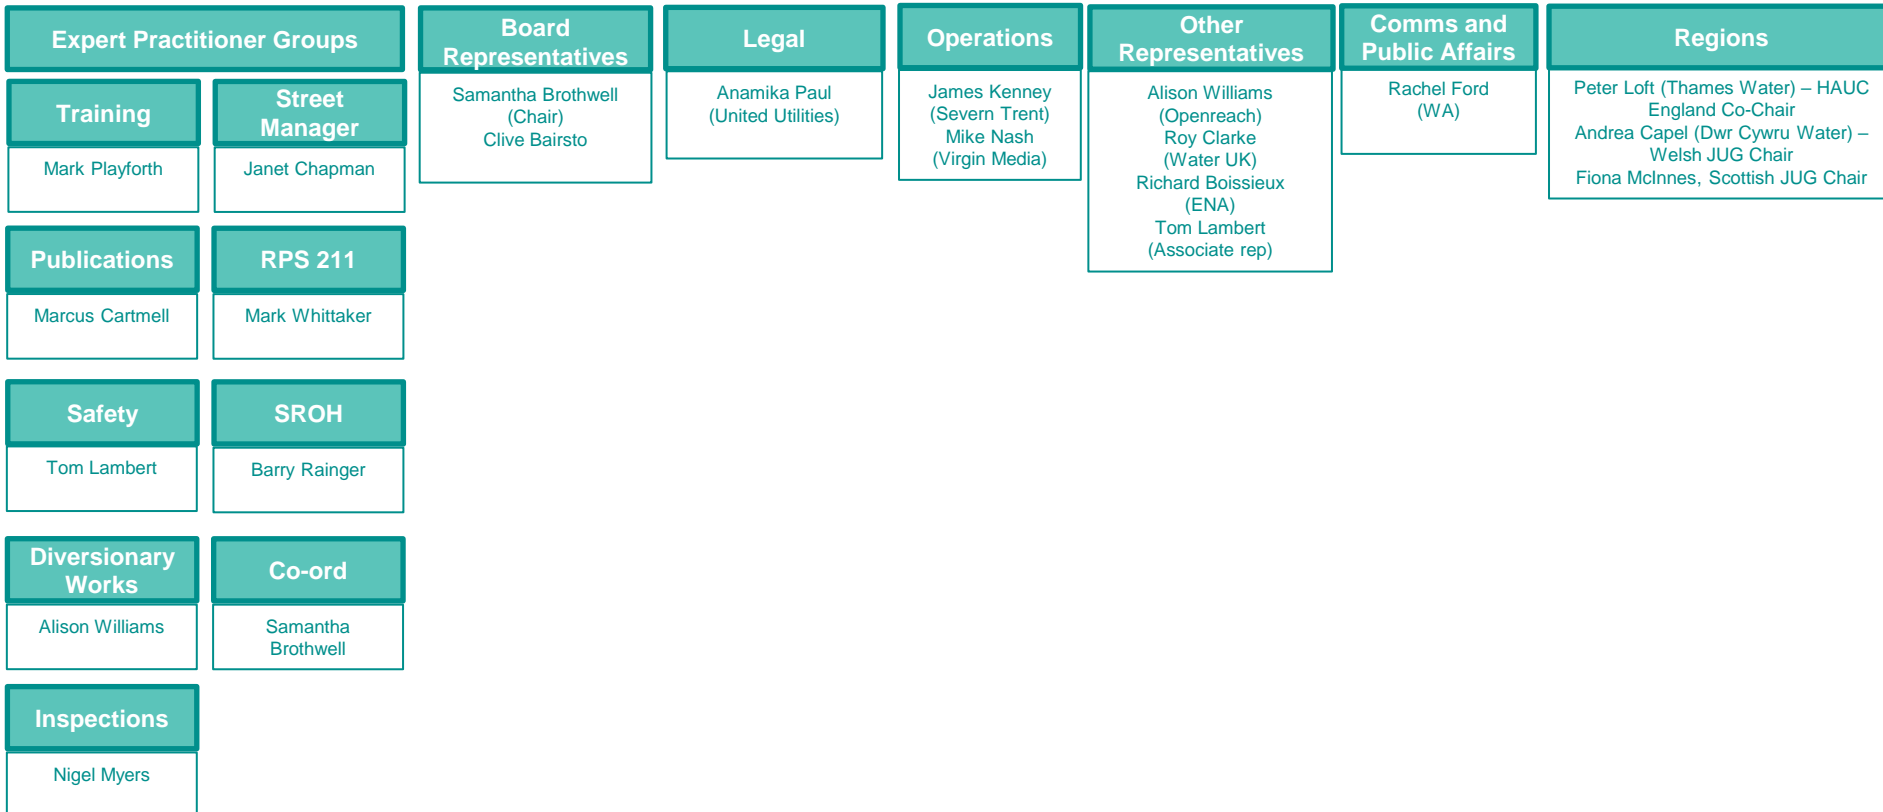 Expert Practitioner Groups
Training
Mark Playforth
Street
Manager
Janet Chapman
Publications
Marcus Cartmell
RPS 211
Mark Whittaker
Safety
Tom Lambert
SROH
Barry Rainger
Diversionary
Works
Alison Williams
Co-ord
Samantha
Brothwell
Inspections
Nigel Myers
Board
Representatives
Samantha Brothwell
(Chair)
Clive Bairsto
Legal
Anamika Paul
(United Utilities)
Operations
James Kenney
(Severn Trent)
Mike Nash
(Virgin Media)
Other
Representatives
Alison Williams
(Openreach)
Roy Clarke
(Water UK)
Richard Boissieux
(ENA)
Tom Lambert
(Associate rep)
Comms and
Public Affairs
Rachel Ford
(WA)
Regions
Peter Loft (Thames Water) – HAUC
England Co-Chair
Andrea Capel (Dwr Cywru Water) –
Welsh JUG Chair
Fiona McInnes, Scottish JUG Chair